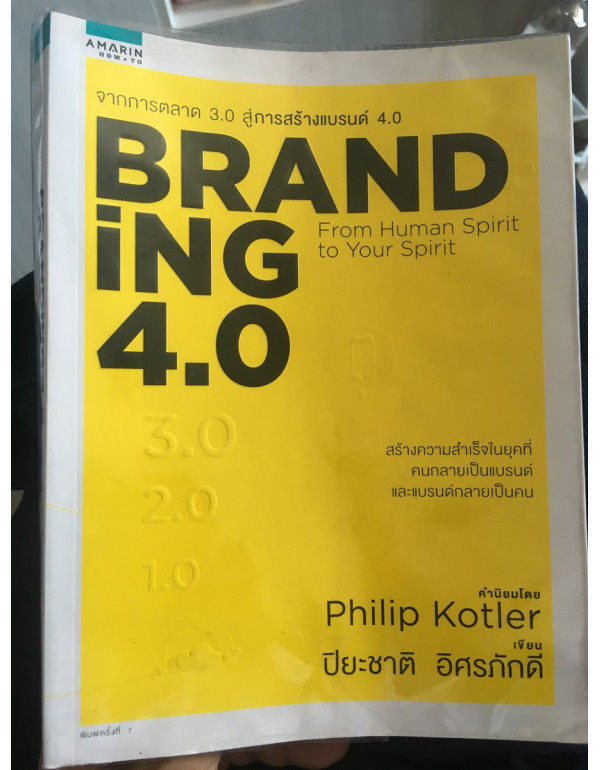 AMARIN
HOW • TO
จากการตลาด 3.0 สู่การสร้างแบรนด์ 4.0
BRAND
iNG
From Human Spirit
to Your Spirit
4.0
3.0
2.0
1.0
สร้างความสำเร็จในยุคที่
คนกลายเป็นแบรนด์
และแบรนด์กลายเป็นคน
คำนิยมโดย
Philip Kotler
เขียน
ปิยะชาติ อิศรภักดี
พิมพ์ครั้งที่ 7